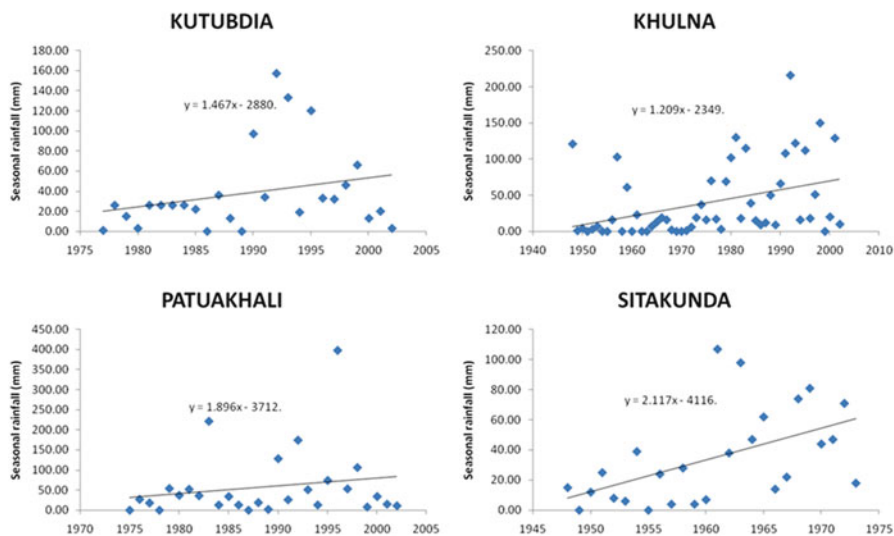 KUTUBDIA
Seasonal rainfall (mm)
180.00
160.00
140.00
120.00
100.00
80.00
60.00
40.00
20.00
0.00
y = 1.467x - 2880.
1975 1980 1985 1990 1995 2000 2005
KHULNA
Seasonal rainfall (mm)
250.00
200.00
150.00
100.00
50.00
0.00
y = 1.209x - 2349.
1940 1950 1960 1970 1980 1990 2000 2010
PATUAKHALI
Seasonal rainfall (mm)
450.00
400.00
350.00
300.00
250.00
200.00
150.00
100.00
50.00
0.00
y = 1.896x - 3712.
1970 1980 1990 2000 2010
SITAKUNDA
Seasonal rainfall (mm)
120.00
100.00
80.00
60.00
40.00
20.00
0.00
y = 2.117x - 4116.
1945 1950 1955 1960 1965 1970 1975